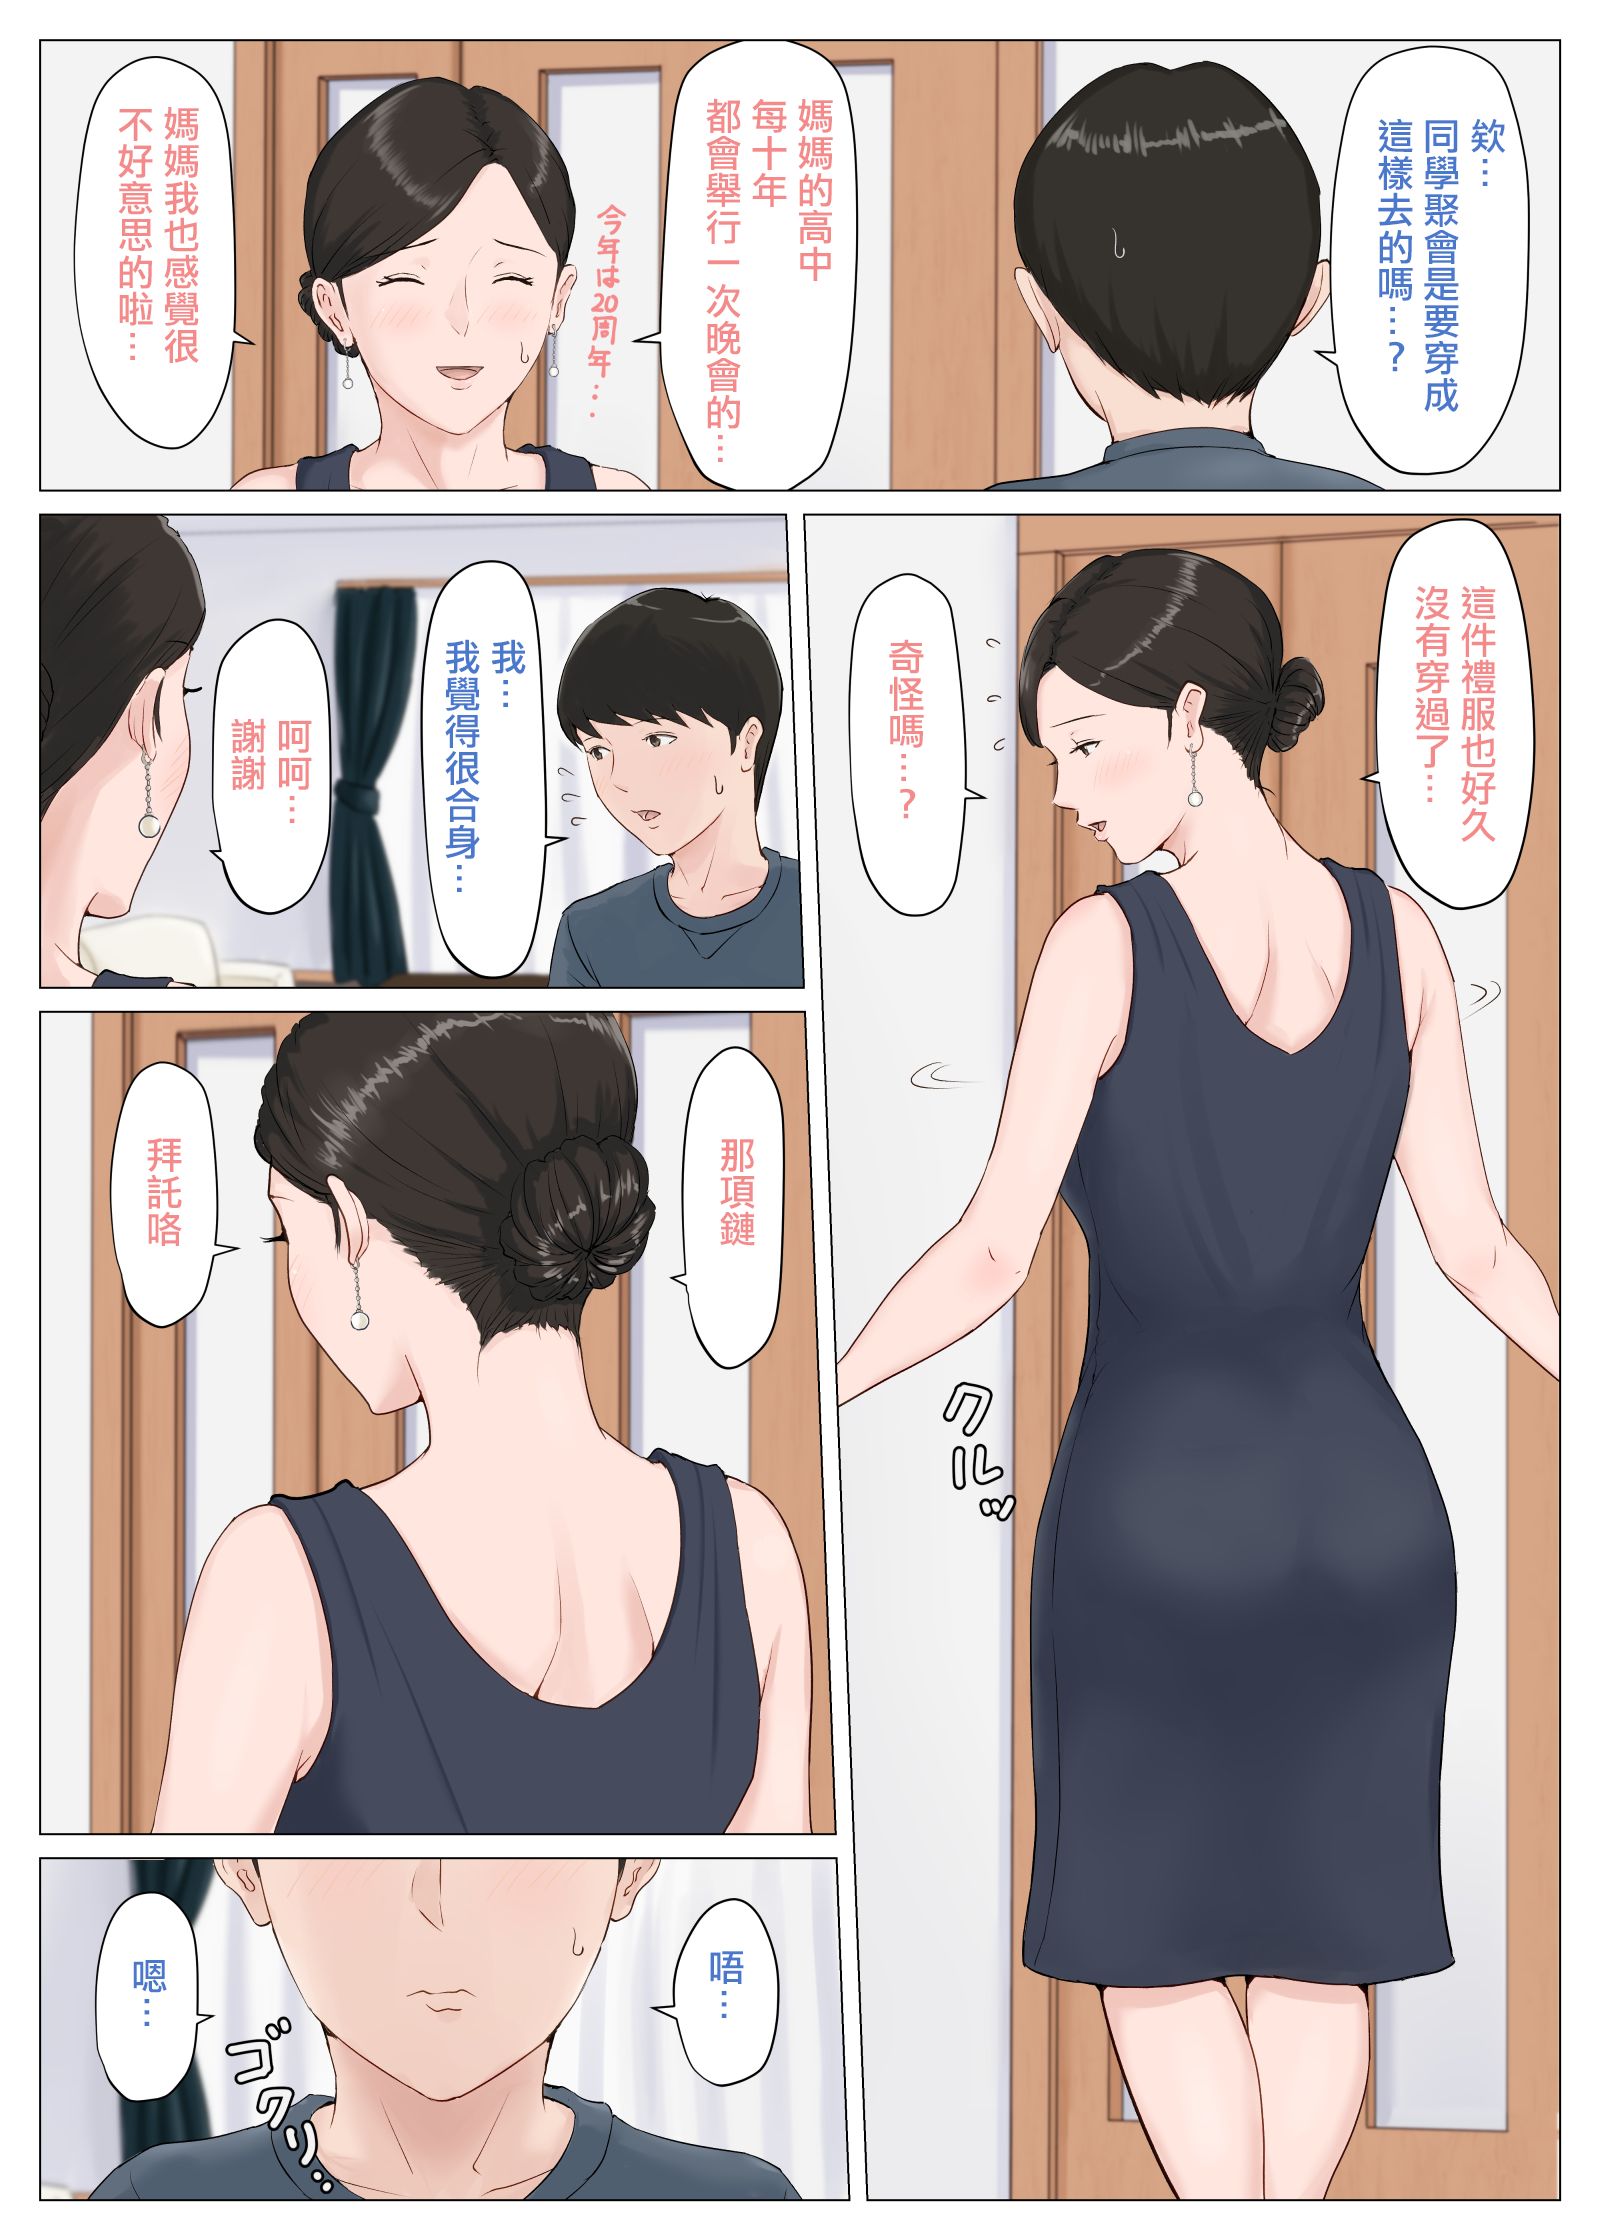 欸…
同學聚會是要穿成
這樣去的嗎…?
媽媽的高中
每十年
都會舉行一次晚會的…
今年は20周年…
媽媽我也感覺很
不好意思的啦…
這件禮服也好久
沒有穿過了…
奇怪嗎…?
クルッ
我…
我覺得很合身…
呵呵…
謝謝
那項鏈
拜託咯
唔…
嗯…
ゴクリ…